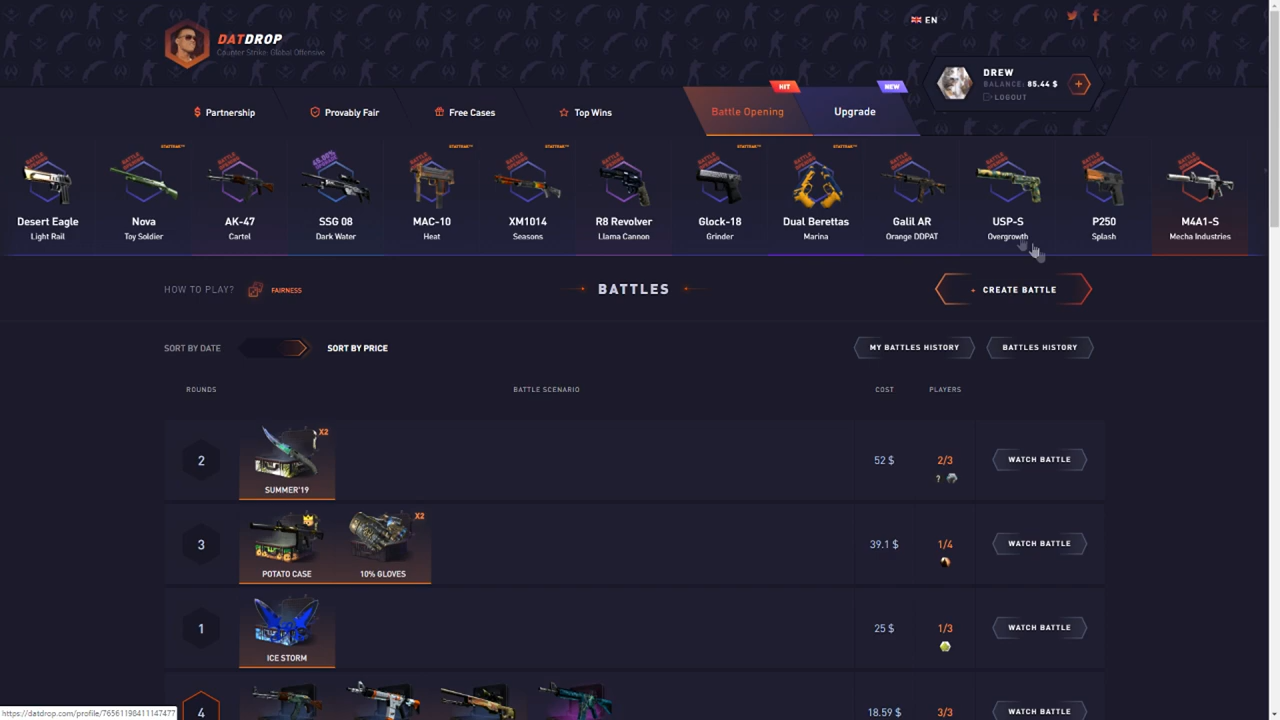 EN
DATDROP
Counter Strike: Global Offensive
DREW
BALANCE: 85.44 $
LOGOUT
HIT
NEW
Partnership
Provably Fair
Free Cases
Top Wins
Battle Opening
Upgrade
Desert Eagle
Light Rail
Nova
Toy Soldier
AK-47
Cartel
SSG 08
Dark Water
MAC-10
Heat
XM1014
Seasons
R8 Revolver
Llama Cannon
Glock-18
Grinder
Dual Berettas
Marina
Galil AR
Orange DDPAT
USP-S
Overgrowth
P250
Splash
M4A1-S
Mecha Industries
HOW TO PLAY?
FAIRNESS
BATTLES
+ CREATE BATTLE
SORT BY DATE
SORT BY PRICE
MY BATTLES HISTORY
BATTLES HISTORY
ROUNDS
BATTLE SCENARIO
COST
PLAYERS
2
X2
SUMMER'19
52 $
2/3
?
WATCH BATTLE
3
POTATO CASE
X2
10% GLOVES
39.1 $
1/4
WATCH BATTLE
1
ICE STORM
25 $
1/3
WATCH BATTLE
4
18.59 $
3/3
WATCH BATTLE
https://datdrop.com/profile/76561198411147477